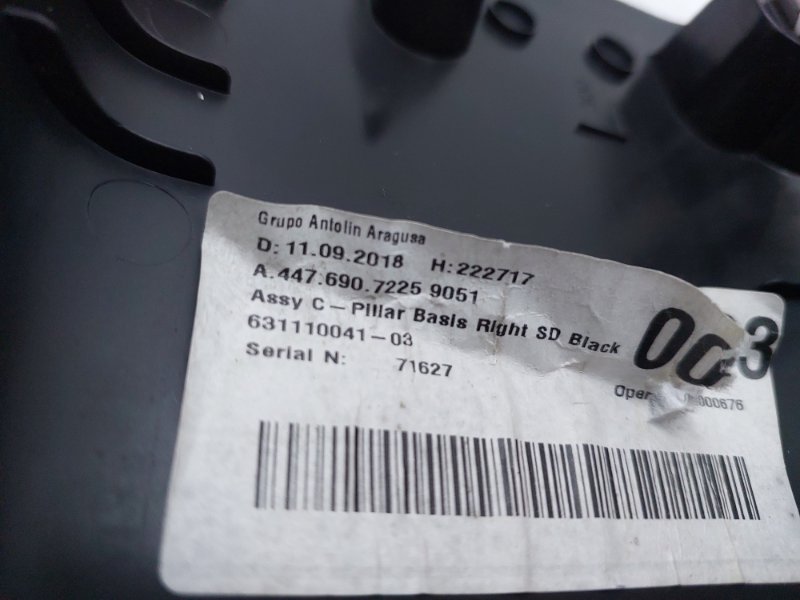 Grupo Antolin Aragusa
D: 11.09.2018 H: 222717
A.447.690.7225 9051
Assy C-Pillar Basis Right SD Black
631110041-03
Serial N: 71627
000676